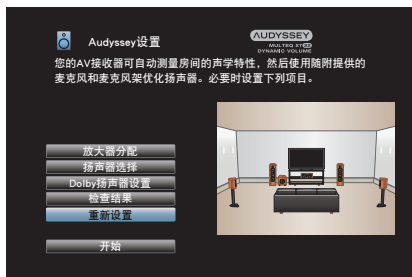 Audyssey设置
AUDYSSEY
MULTEQ XT32
DYNAMIC VOLUME
您的AV接收器可自动测量房间的声学特性，然后使用随附提供的
麦克风和麦克风架优化扬声器。必要时设置下列项目。
放大器分配
扬声器选择
Dolby扬声器设置
检查结果
重新设置
开始